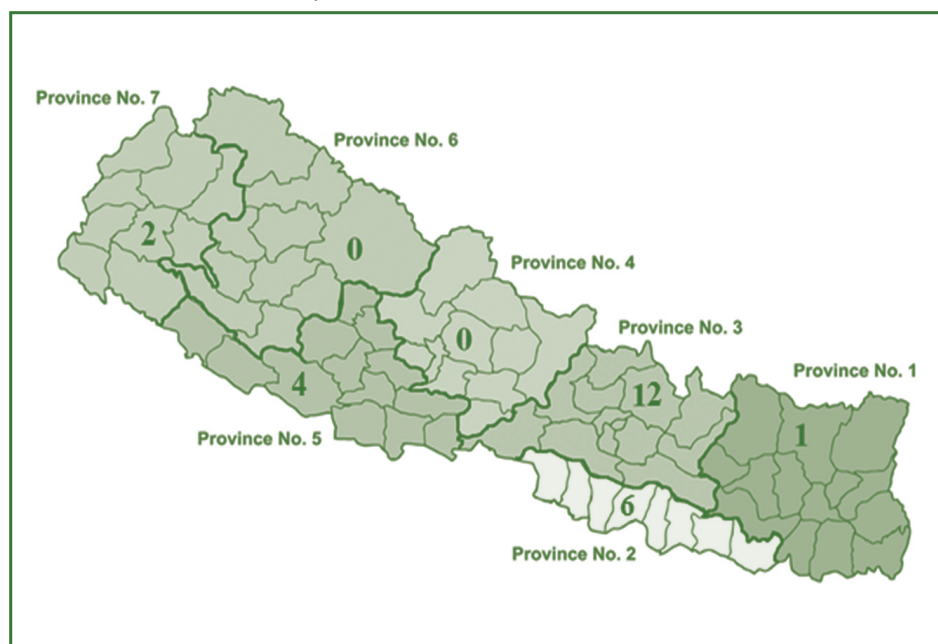 Province No. 7
Province No. 6
2
0
Province No. 4
Province No. 3
0
Province No. 1
4
12
1
Province No. 5
6
Province No. 2